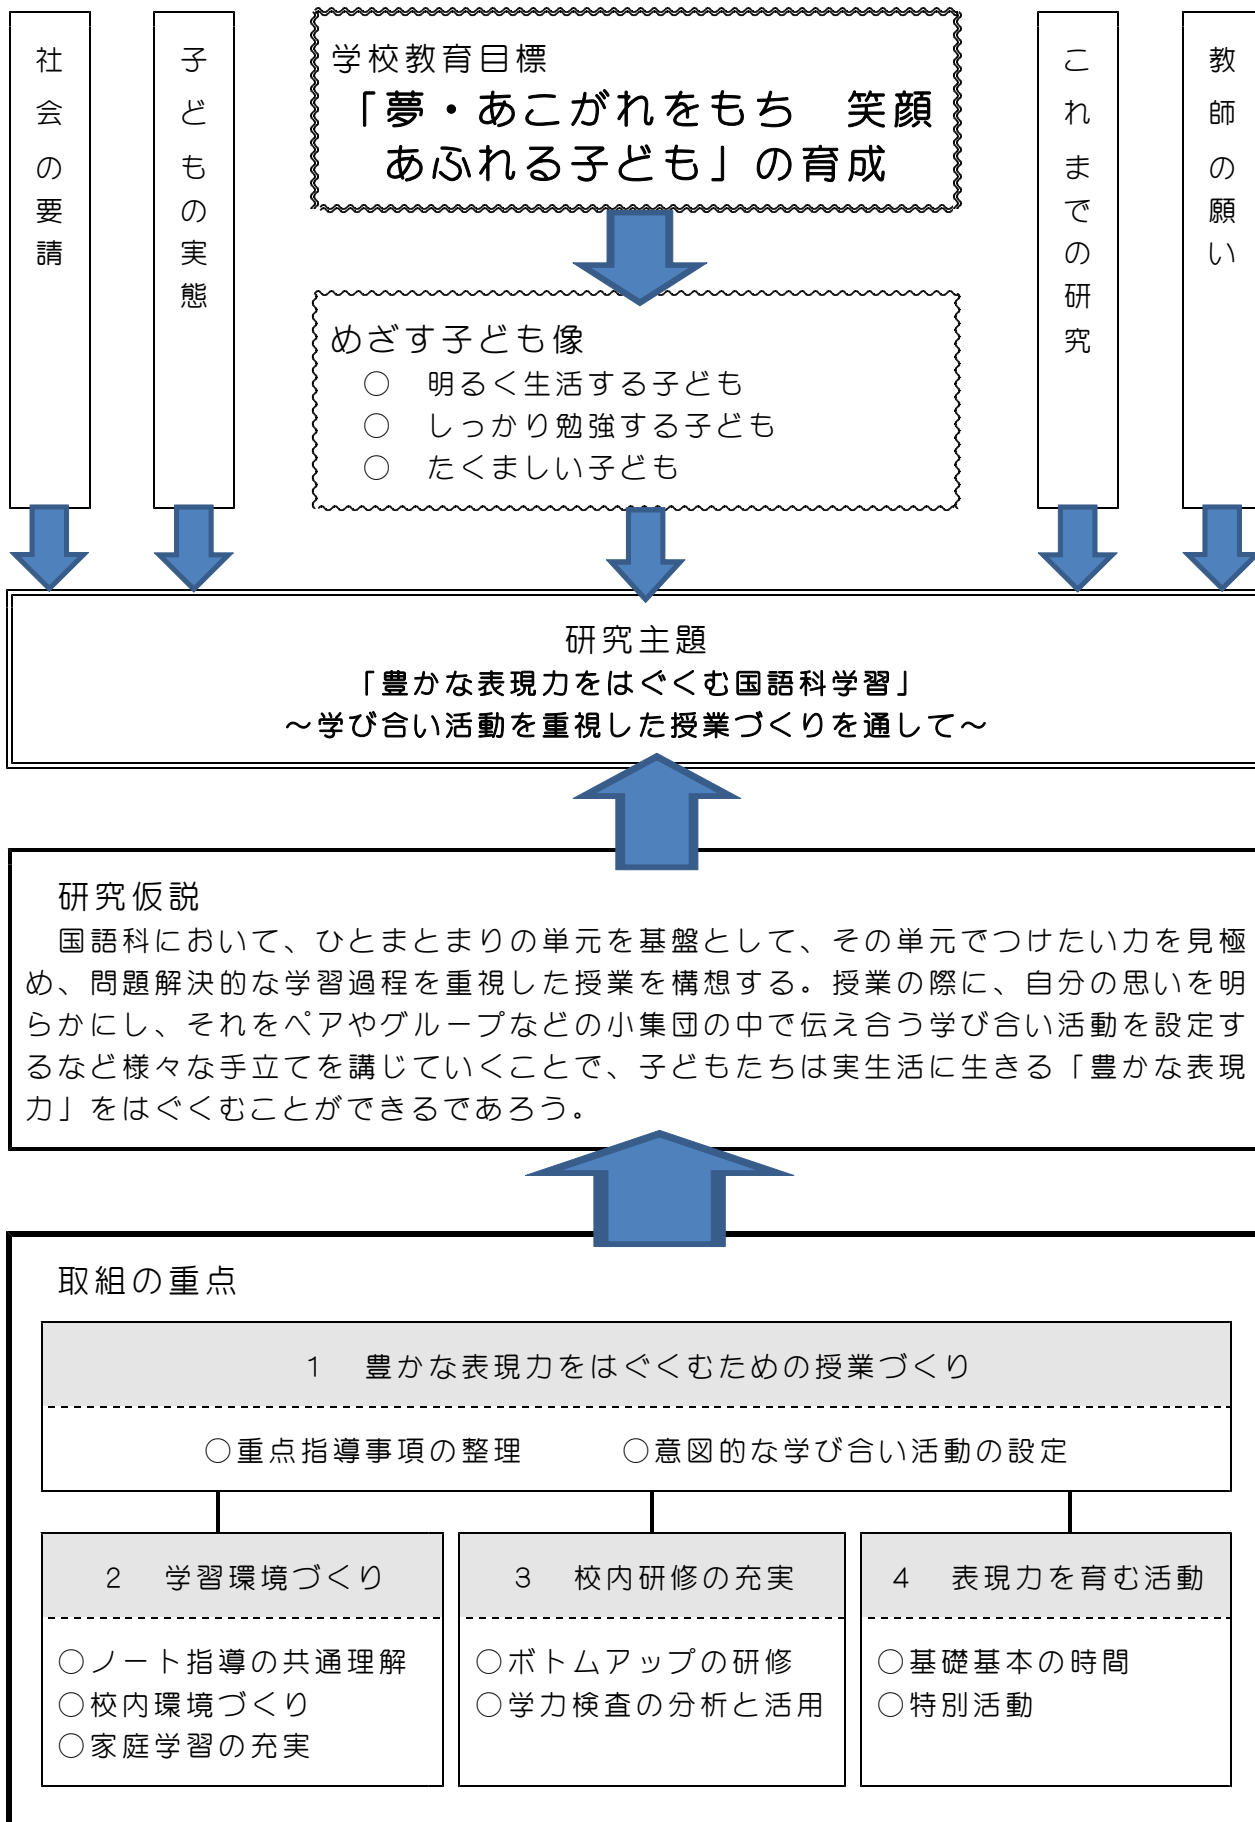 社会の要請
子どもの実態
学校教育目標
「夢・あこがれをもち　笑顔
あふれる子ども」の育成
めざす子ども像
○　明るく生活する子ども
○　しっかり勉強する子ども
○　たくましい子ども
これまでの研究
教師の願い
研究主題
「豊かな表現力をはぐくむ国語科学習」
～学び合い活動を重視した授業づくりを通して～
研究仮説
国語科において、ひとまとまりの単元を基盤として、その単元でつけたい力を見極
め、問題解決的な学習過程を重視した授業を構想する。授業の際に、自分の思いを明
らかにし、それをペアやグループなどの小集団の中で伝え合う学び合い活動を設定す
るなど様々な手立てを講じていくことで、子どもたちは実生活に生きる「豊かな表現
力」をはぐくむことができるであろう。
取組の重点
1　豊かな表現力をはぐくむための授業づくり
○重点指導事項の整理　　　○意図的な学び合い活動の設定
2　学習環境づくり
○ノート指導の共通理解
○校内環境づくり
○家庭学習の充実
3　校内研修の充実
○ボトムアップの研修
○学力検査の分析と活用
4　表現力を育む活動
○基礎基本の時間
○特別活動